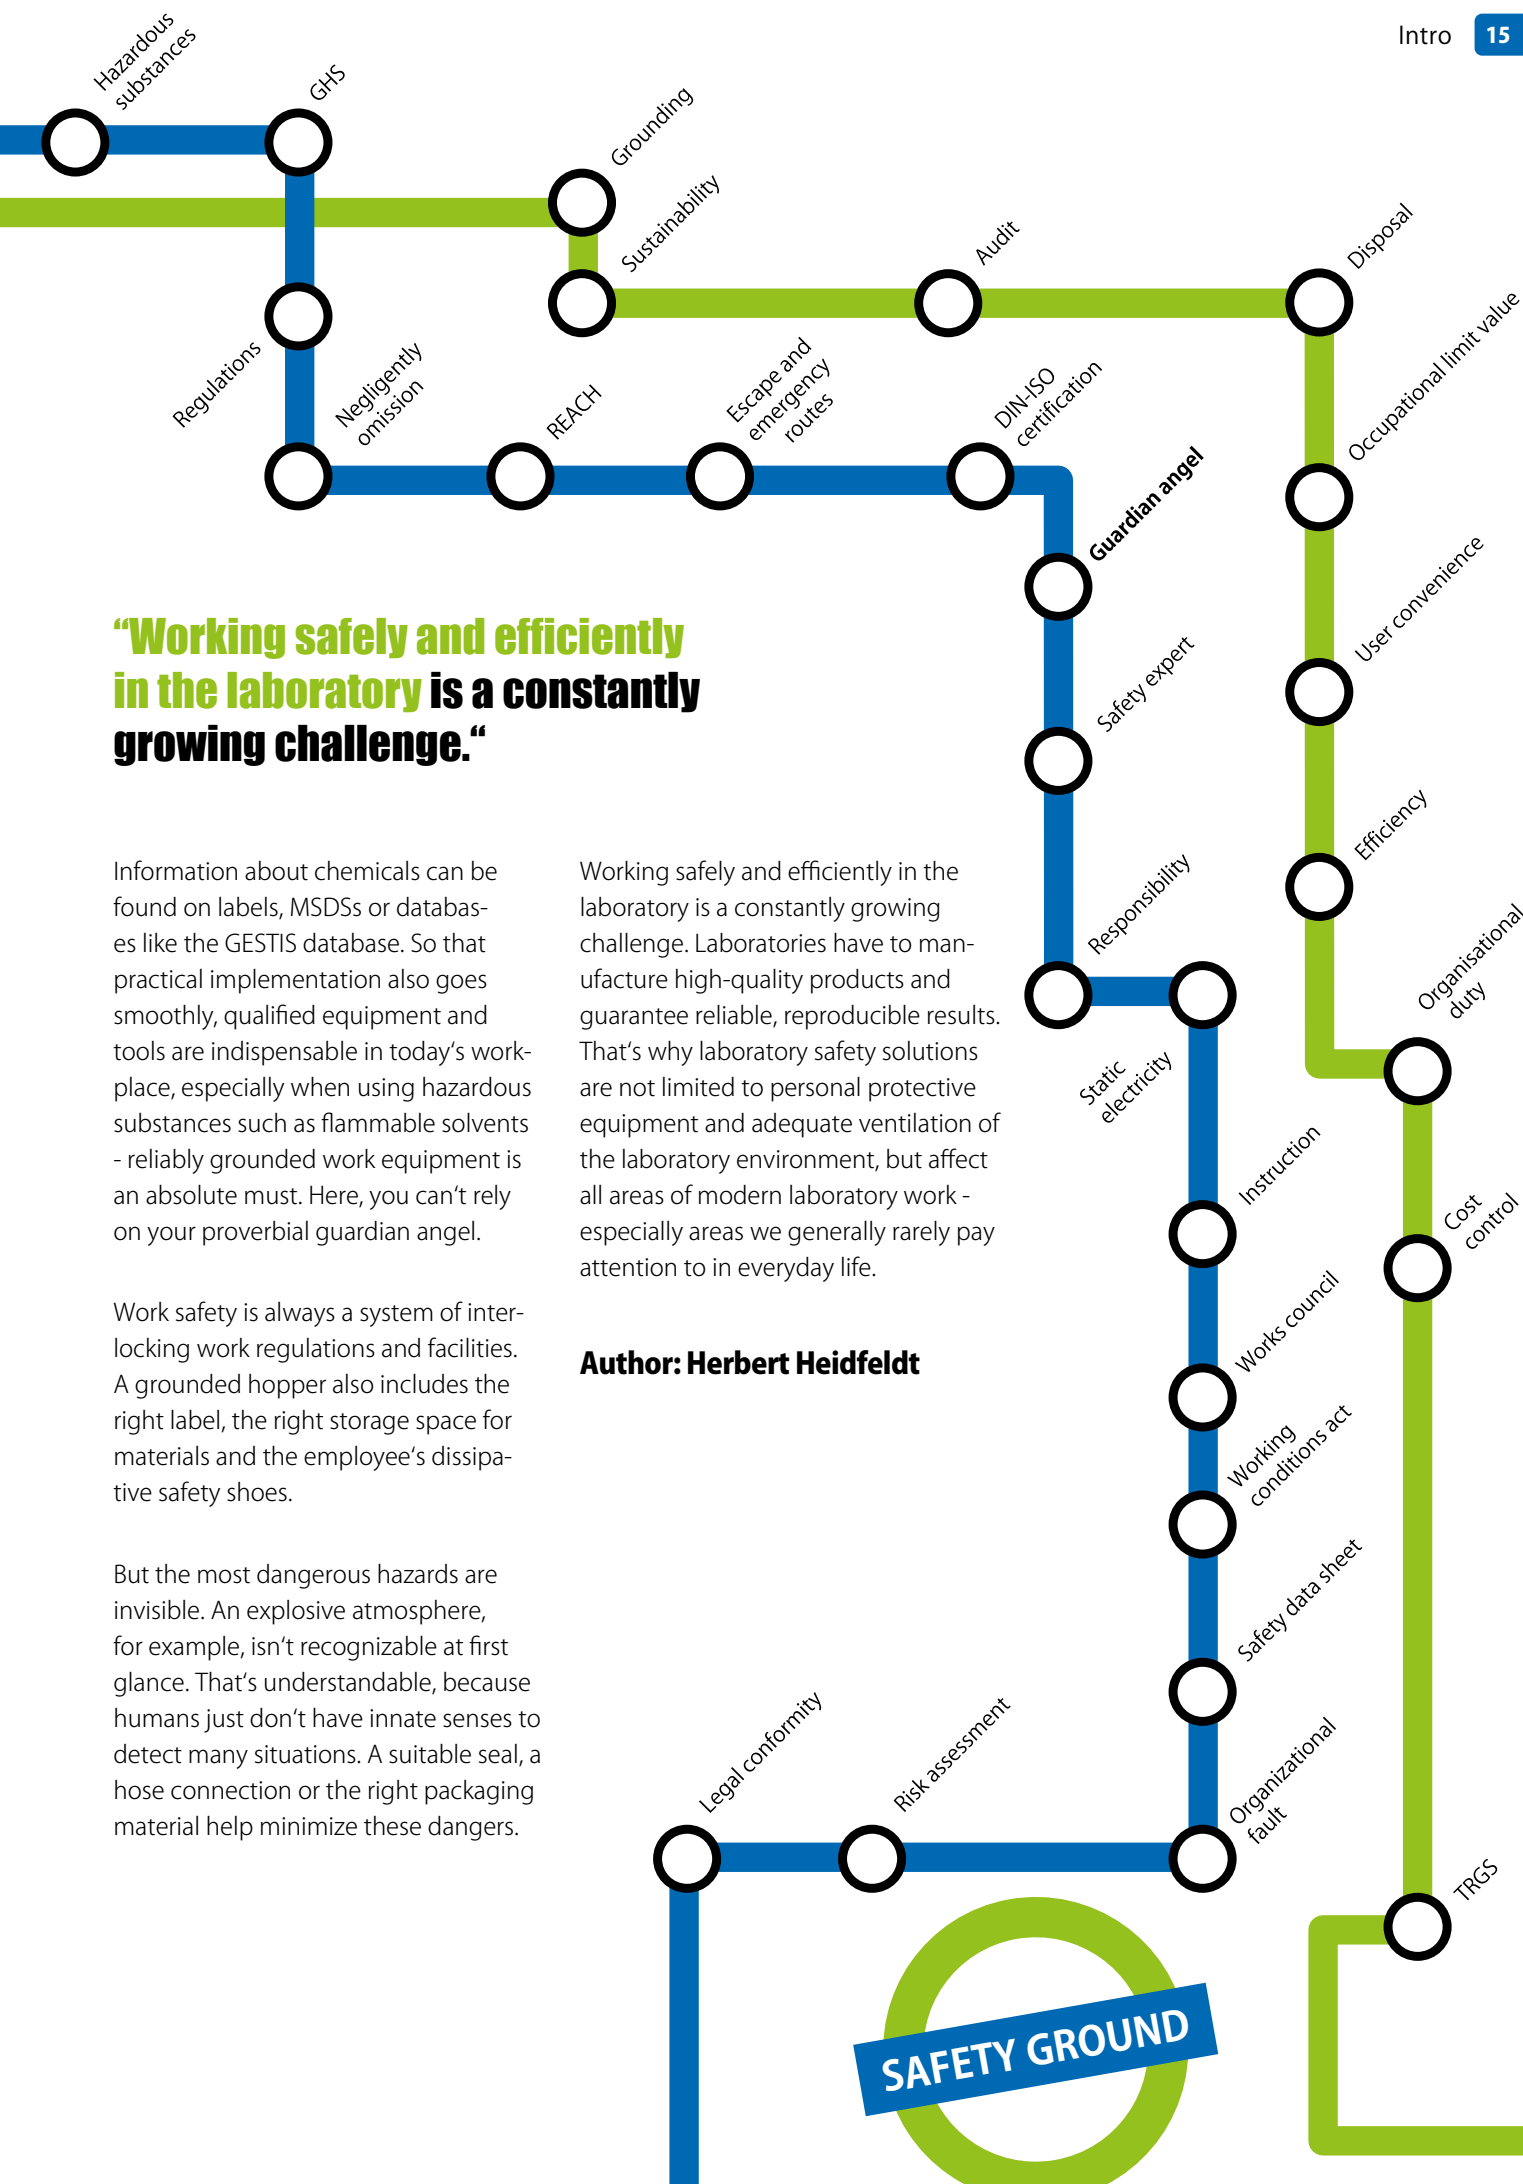 Intro 15
Hazardous
substances
GHS
Grounding
Sustainability
Audit
Disposal
Regulations
Negligently
omission
REACH
Escape and
emergency
routes
DIN-ISO
certification
Occupational limit value
Guardian angel
User convenience
Safety expert
Efficiency
Responsibility
Organisational
duty
Static
electricity
Instruction
Cost
control
Works council
Working
conditions act
Safety data sheet
Legal conformity
Risk assessment
Organizational
fault
TRGS
“Working safely and efficiently
in the laboratory is a constantly
growing challenge.“
Information about chemicals can be
found on labels, MSDSs or databas-
es like the GESTIS database. So that
practical implementation also goes
smoothly, qualified equipment and
tools are indispensable in today‘s work-
place, especially when using hazardous
substances such as flammable solvents
- reliably grounded work equipment is
an absolute must. Here, you can‘t rely
on your proverbial guardian angel.
Work safety is always a system of inter-
locking work regulations and facilities.
A grounded hopper also includes the
right label, the right storage space for
materials and the employee‘s dissipa-
tive safety shoes.
But the most dangerous hazards are
invisible. An explosive atmosphere,
for example, isn‘t recognizable at first
glance. That‘s understandable, because
humans just don‘t have innate senses to
detect many situations. A suitable seal, a
hose connection or the right packaging
material help minimize these dangers.
Working safely and efficiently in the
laboratory is a constantly growing
challenge. Laboratories have to man-
ufacture high-quality products and
guarantee reliable, reproducible results.
That‘s why laboratory safety solutions
are not limited to personal protective
equipment and adequate ventilation of
the laboratory environment, but affect
all areas of modern laboratory work -
especially areas we generally rarely pay
attention to in everyday life.
Author: Herbert Heidfeldt
SAFETY GROUND